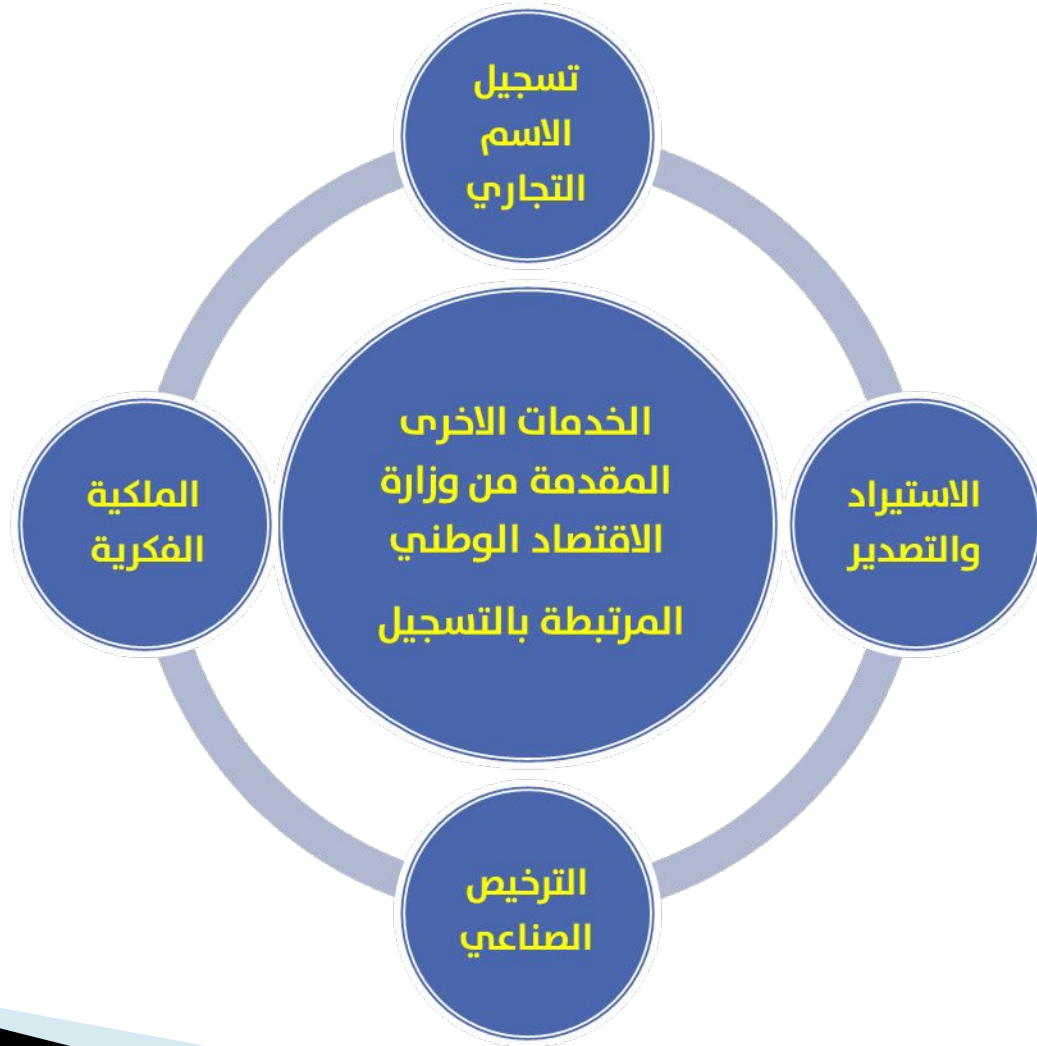 تسجيل
الاسم
التجاري
الخدمات الاخرى
المقدمة من وزارة
الاقتصاد الوطني
المرتبطة بالتسجيل
الاستيراد
والتصدير
الترخيص
الصناعي
الملكية
الفكرية